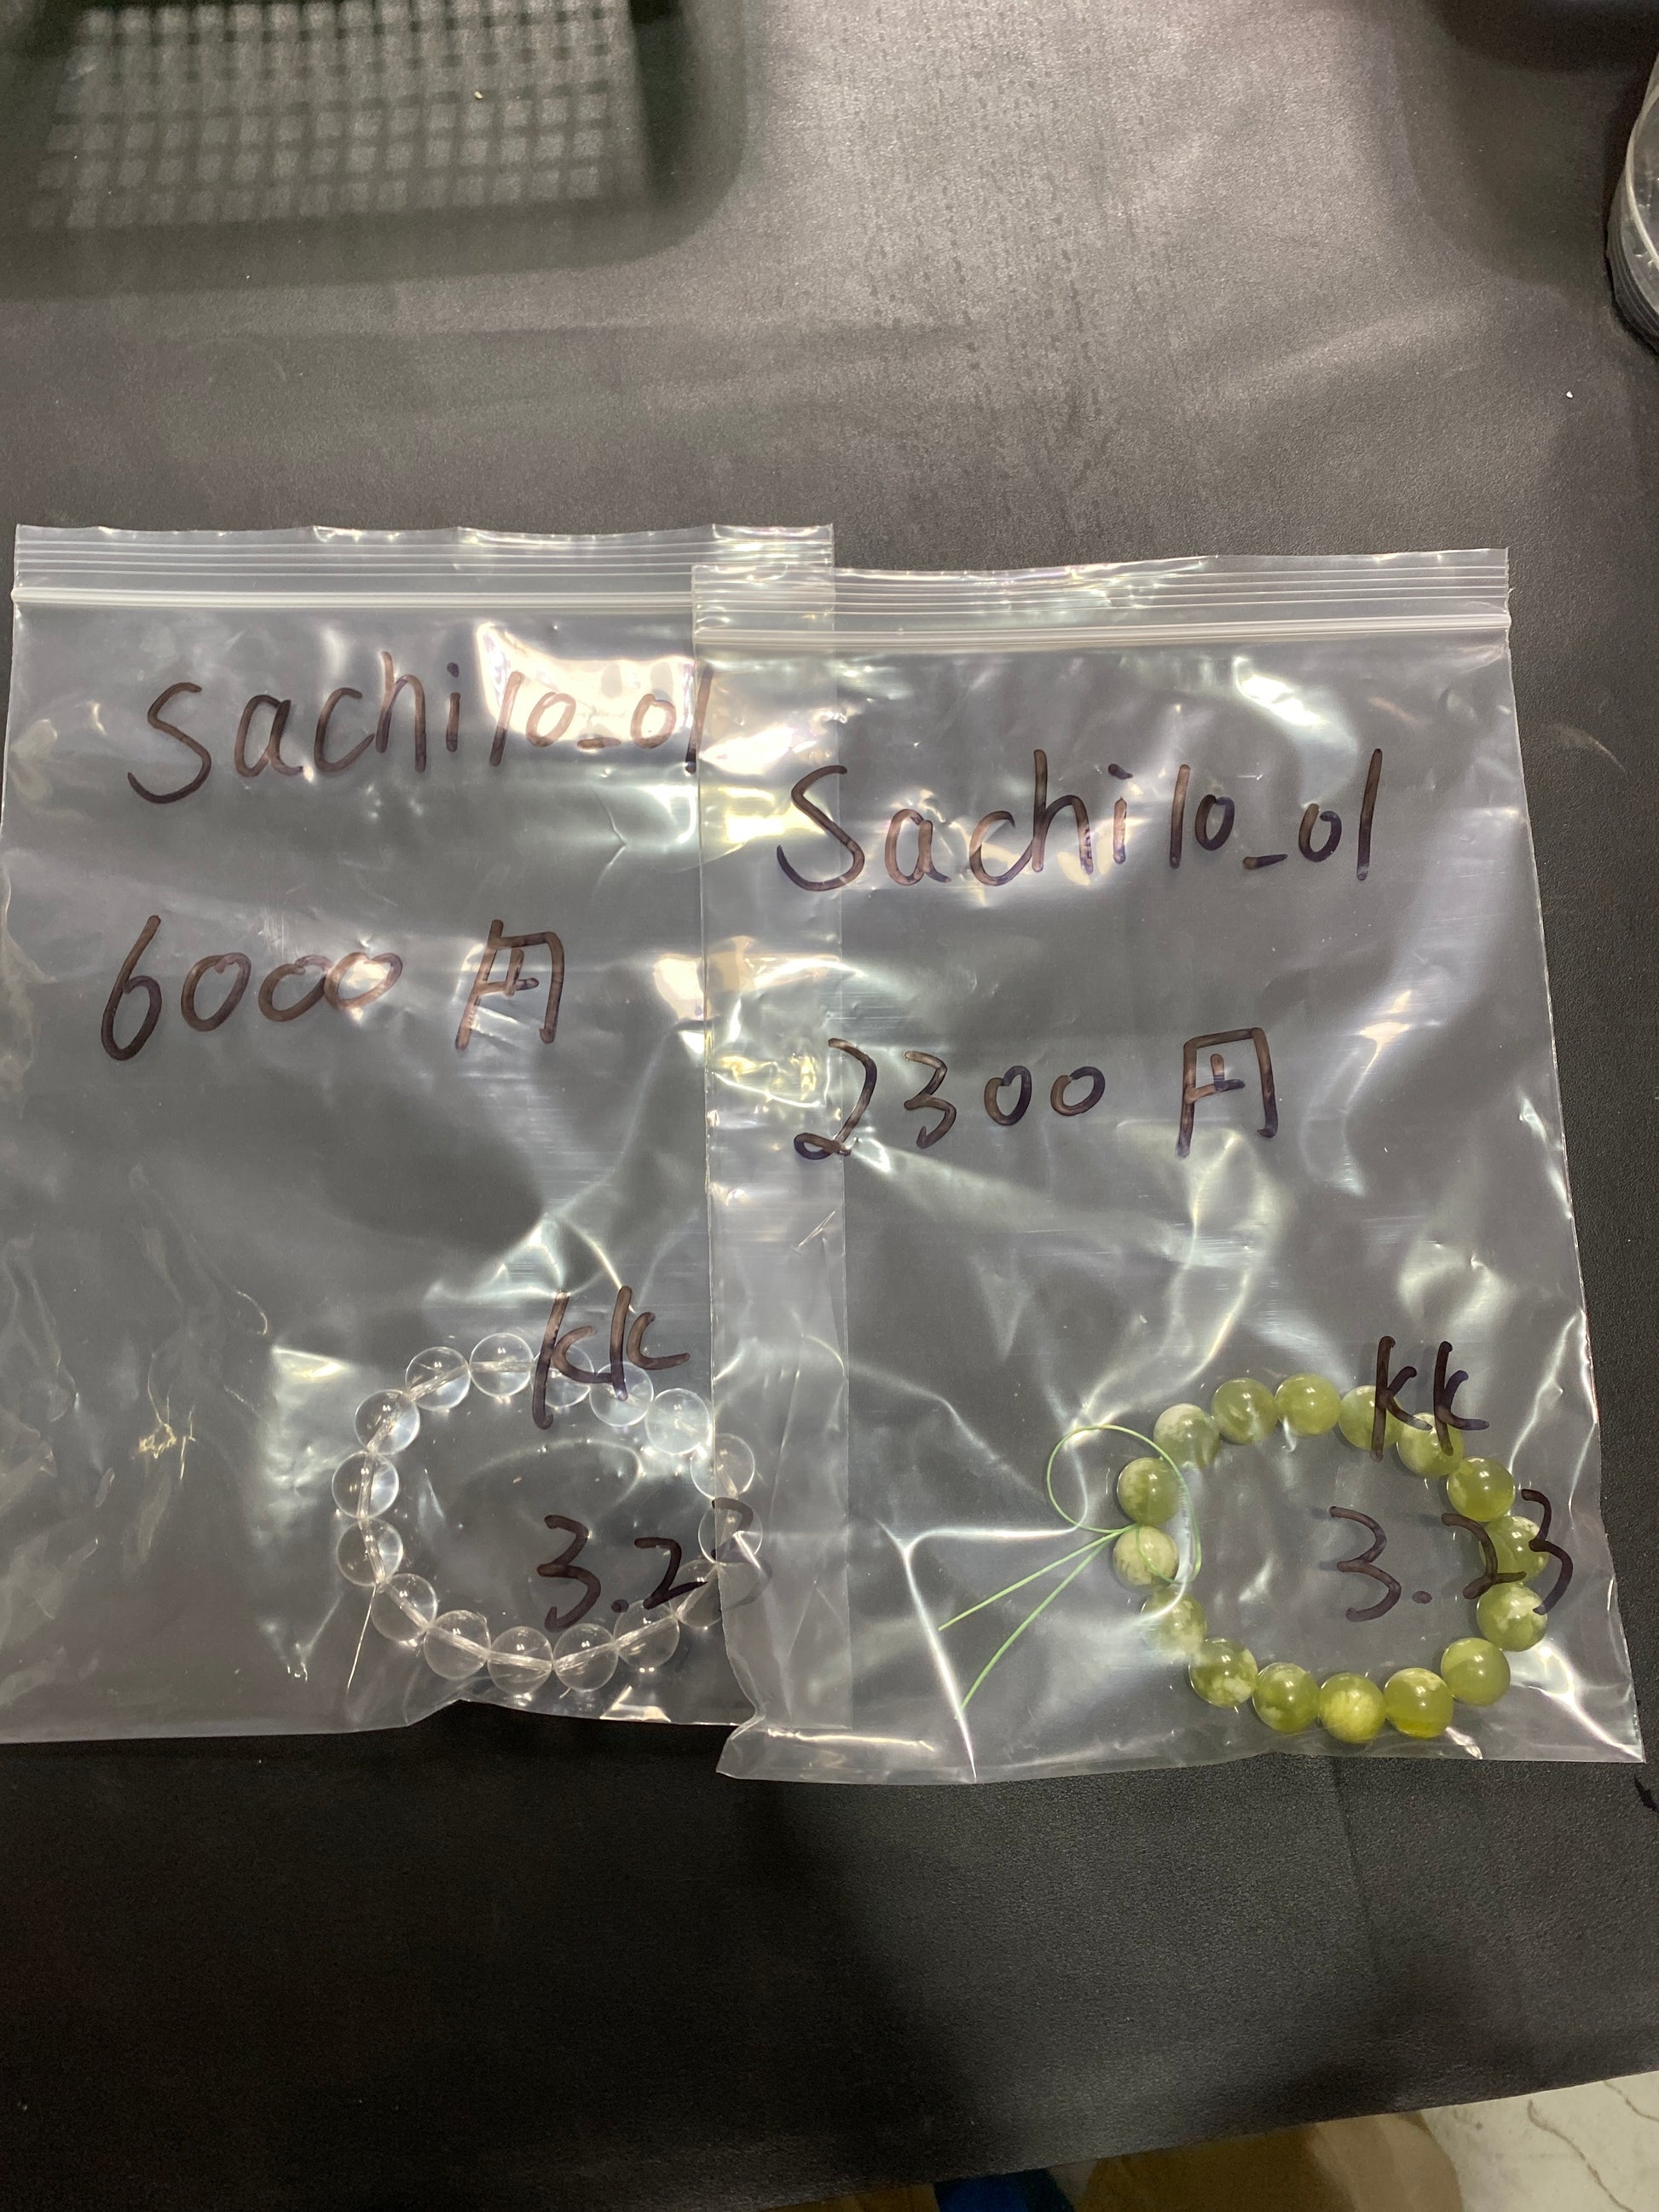 Sachi10_01
6000 円
kk
3.23
Sachi10_01
2300 円
kk
3.23